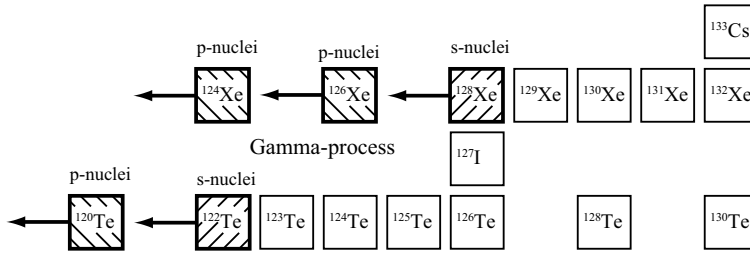 ¹³³Cs
p-nuclei p-nuclei s-nuclei
¹²⁴Xe ¹²⁶Xe ¹²⁸Xe ¹²⁹Xe ¹³⁰Xe ¹³¹Xe ¹³²Xe
Gamma-process ¹²⁷I
p-nuclei s-nuclei
¹²⁰Te ¹²²Te ¹²³Te ¹²⁴Te ¹²⁵Te ¹²⁶Te ¹²⁸Te ¹³⁰Te